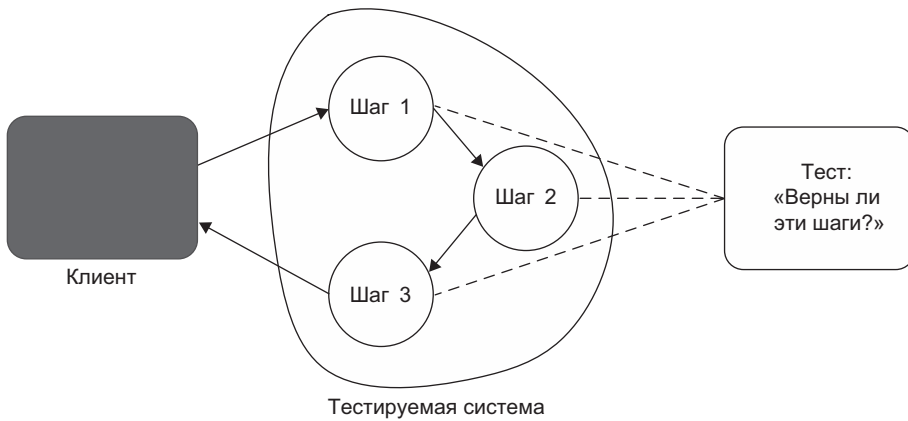 Шаг 1
Шаг 2
Шаг 3
Клиент
Тест:
«Верны ли
эти шаги?»
Тестируемая система